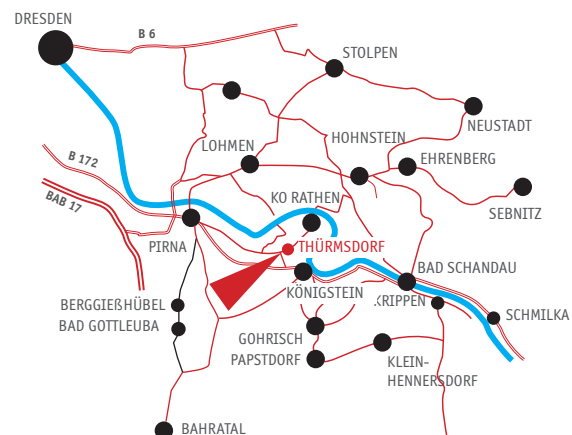 DRESDEN
B 6
STOLPEN
NEUSTADT
LOHMEN
HOHNSTEIN
B 172
EHRENBERG
BAB 17
KO RATHEN
SEBNITZ
PIRNA
THÜRMSDORF
BAD SCHANDAU
KÖNIGSTEIN
KRIPPEN
BERGGIEßHÜBEL
SCHMILKA
BAD GOTTLEUBA
GOHRISCH
PAPSTDORF
KLEIN-
HENNERSDORF
BAHRATAL